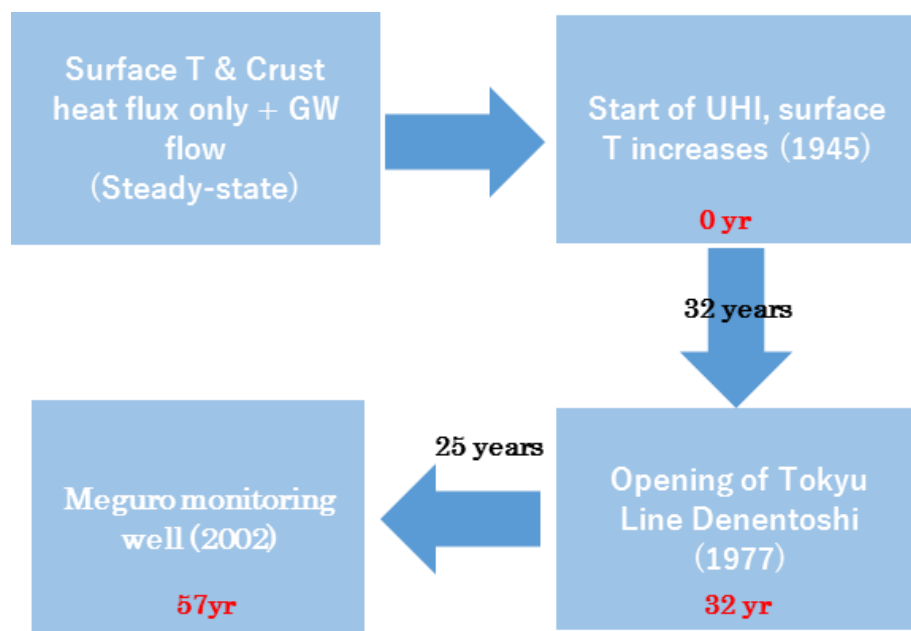 Surface T & Crust
heat flux only + GW
flow
(Steady-state)
Start of UHI, surface
T increases (1945)
0 yr
32 years
Opening of Tokyu
Line Denentoshi
(1977)
32 yr
25 years
Meguro monitoring
well (2002)
57yr